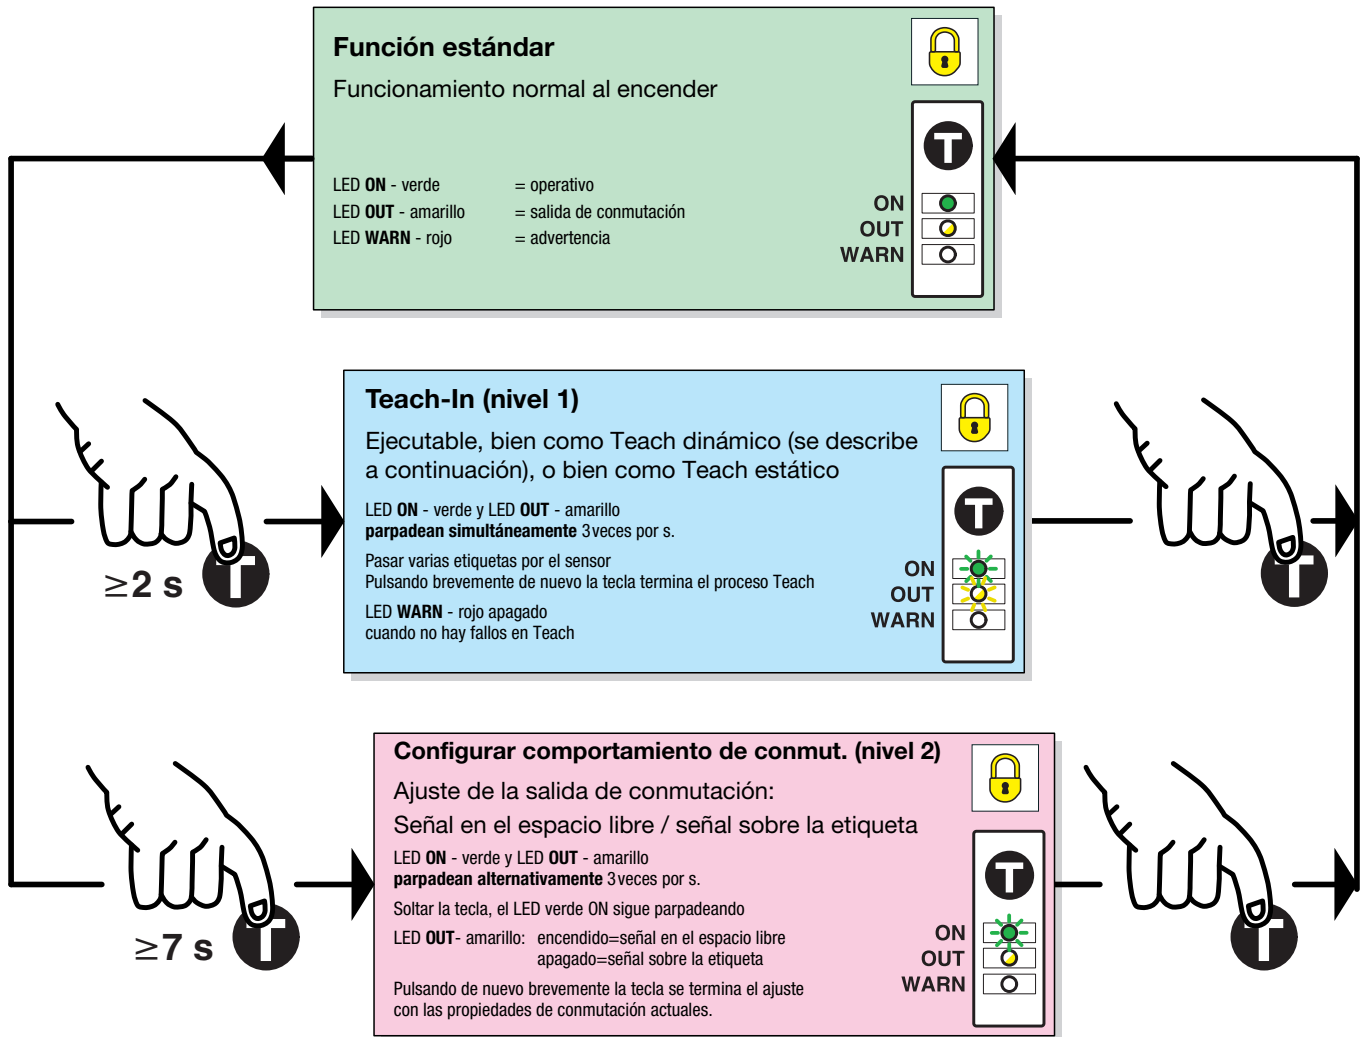 Función estándar
Funcionamiento normal al encender
T
LED ON - verde = operativo
LED OUT - amarillo = salida de conmutación
LED WARN - rojo = advertencia
ON
OUT
WARN
Teach-In (nivel 1)
Ejecutable, bien como Teach dinámico (se describe
a continuación), o bien como Teach estático
LED ON - verde y LED OUT - amarillo
parpadean simultáneamente 3 veces por s.
Pasar varias etiquetas por el sensor
Pulsando brevemente de nuevo la tecla termina el proceso Teach
LED WARN - rojo apagado
cuando no hay fallos en Teach
T
ON
OUT
WARN
≥2 s
T
T
Configurar comportamiento de conmut. (nivel 2)
Ajuste de la salida de conmutación:
Señal en el espacio libre / señal sobre la etiqueta
LED ON - verde y LED OUT - amarillo
parpadean alternativamente 3 veces por s.
Soltar la tecla, el LED verde ON sigue parpadeando
LED OUT- amarillo: encendido=señal en el espacio libre
apagado=señal sobre la etiqueta
Pulsando de nuevo brevemente la tecla se termina el ajuste
con las propiedades de conmutación actuales.
T
ON
OUT
WARN
≥7 s
T
T